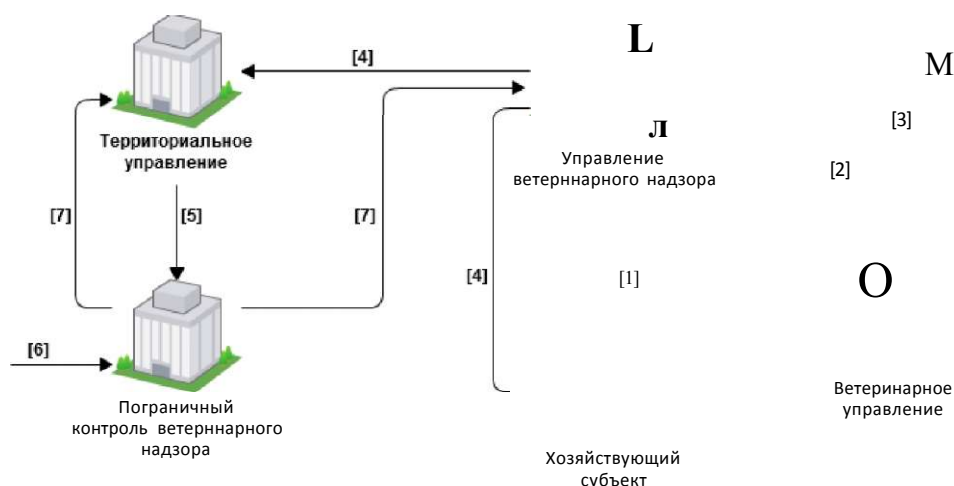 L
M
[4]
[3]
л
Территориальное
управление
Управление
ветерннарного надзора
[2]
[7]
[5]
[7]
[4]
[1]
О
[6]
Пограничный
контроль ветерннарного
надзора
Ветеринарное
управление
Хозяйствующий
субъект